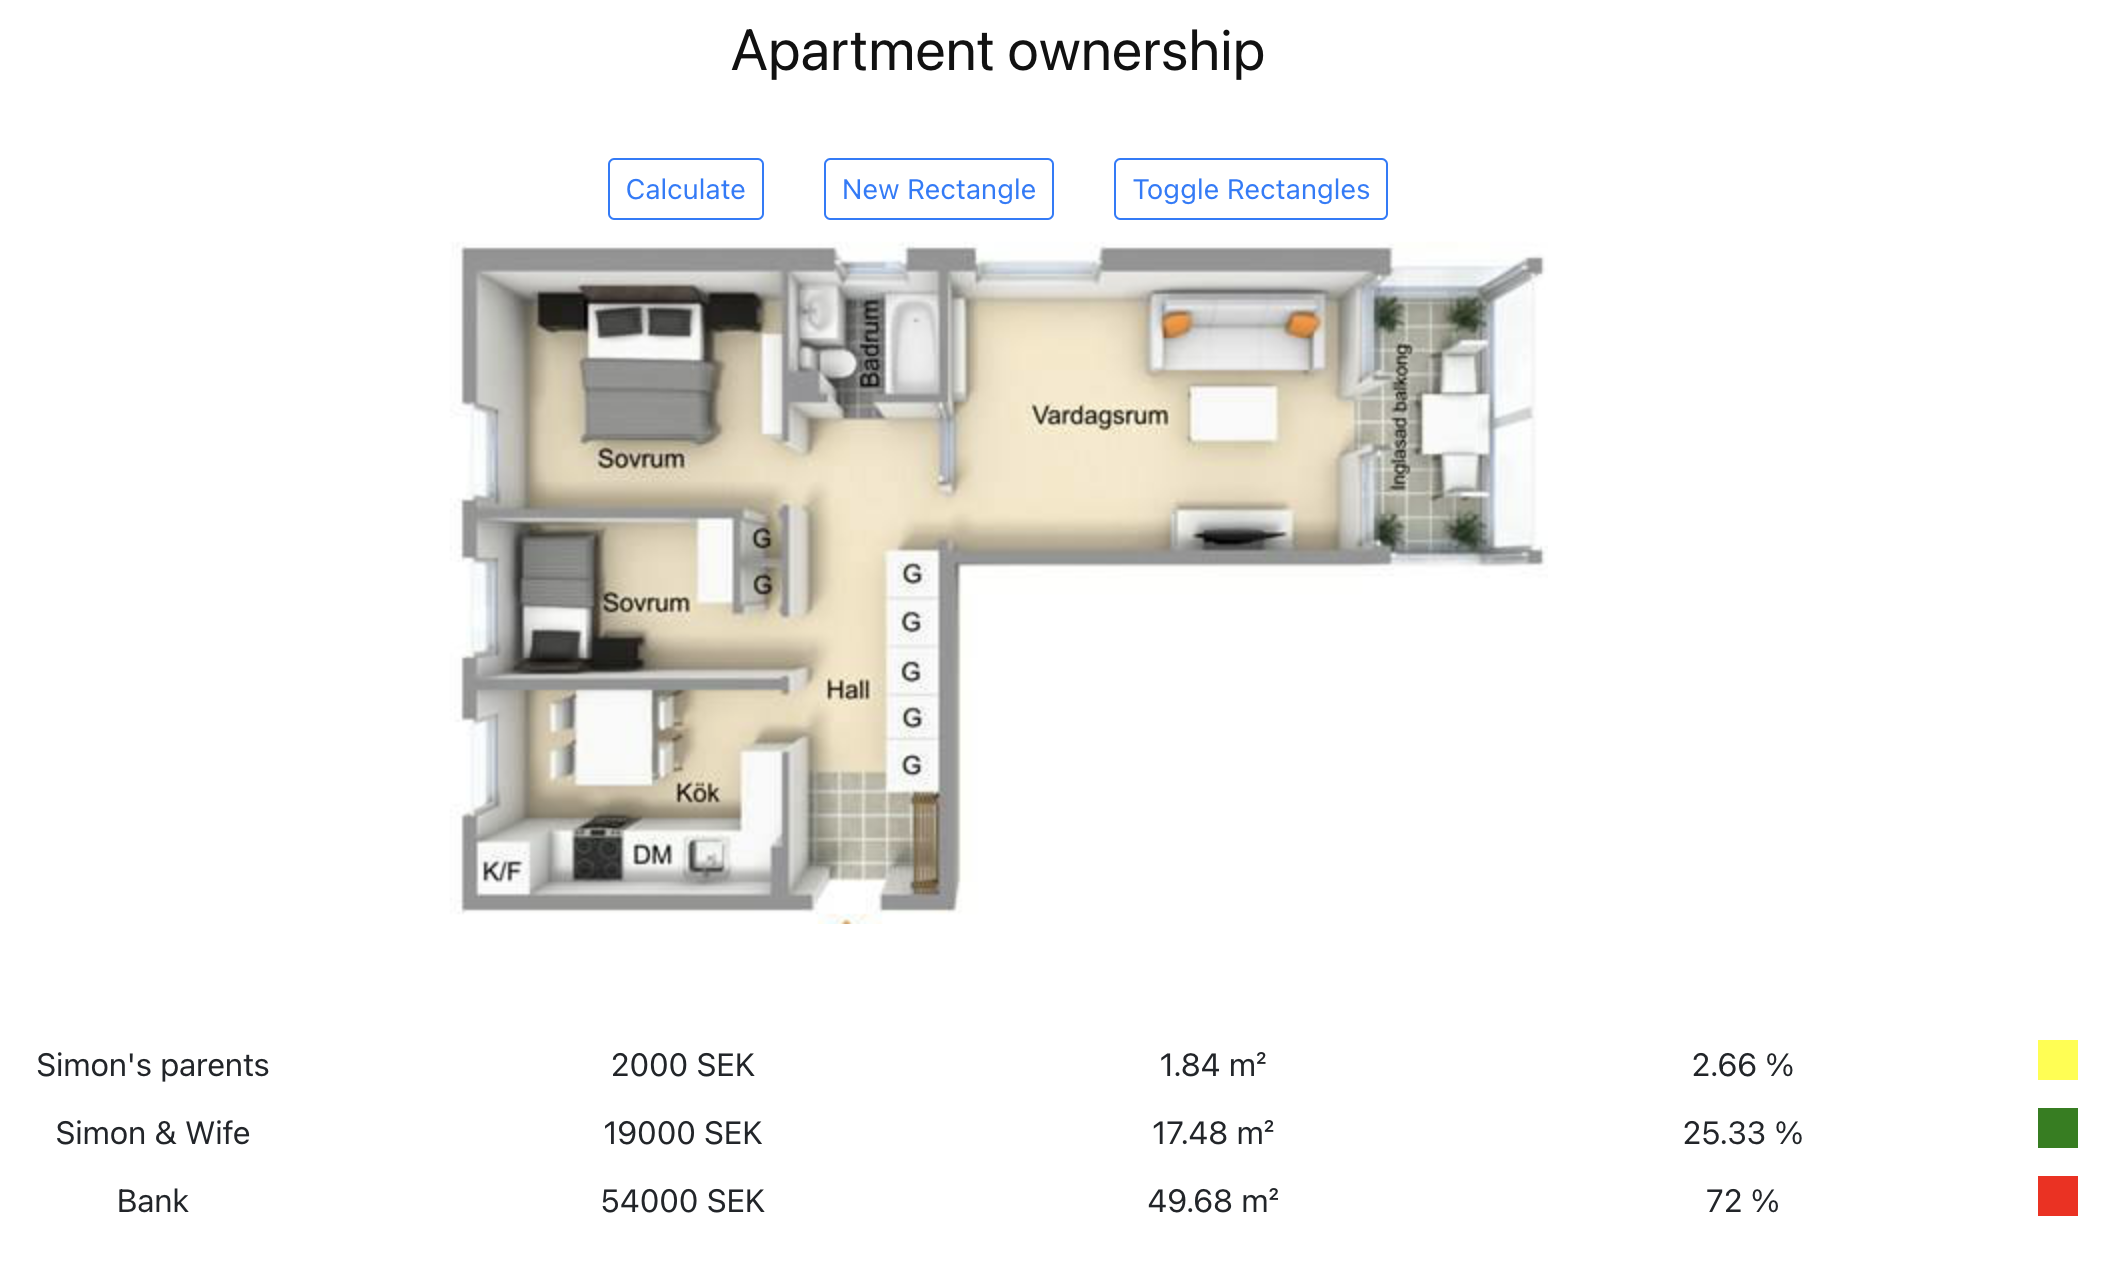 Apartment ownership
Calculate New Rectangle Toggle Rectangles
Badrum
Vardagsrum
Inglasad balkong
Sovrum
G
G
G
Sovrum
G
G
Hall
G
G
Kök
DM
K/F
Simon's parents 2000 SEK 1.84 m² 2.66 %
Simon & Wife 19000 SEK 17.48 m² 25.33 %
Bank 54000 SEK 49.68 m² 72 %